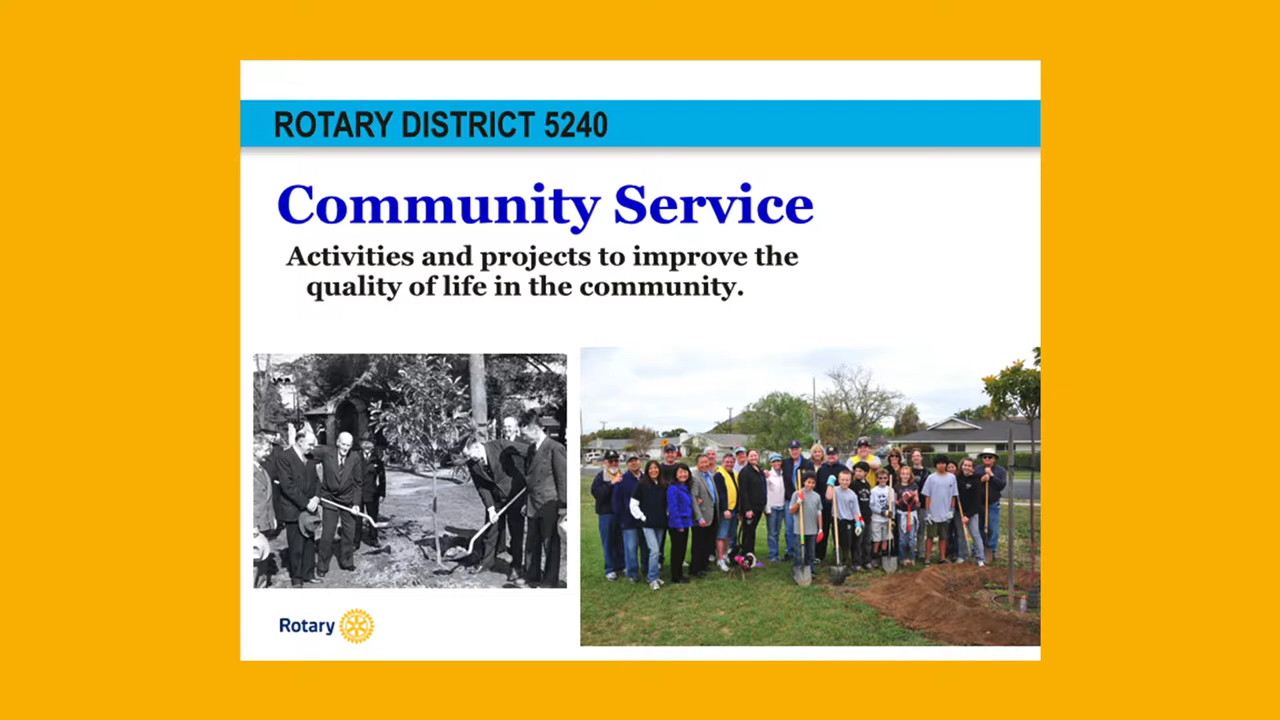 ROTARY DISTRICT 5240
Community Service
Activities and projects to improve the
quality of life in the community.
Rotary